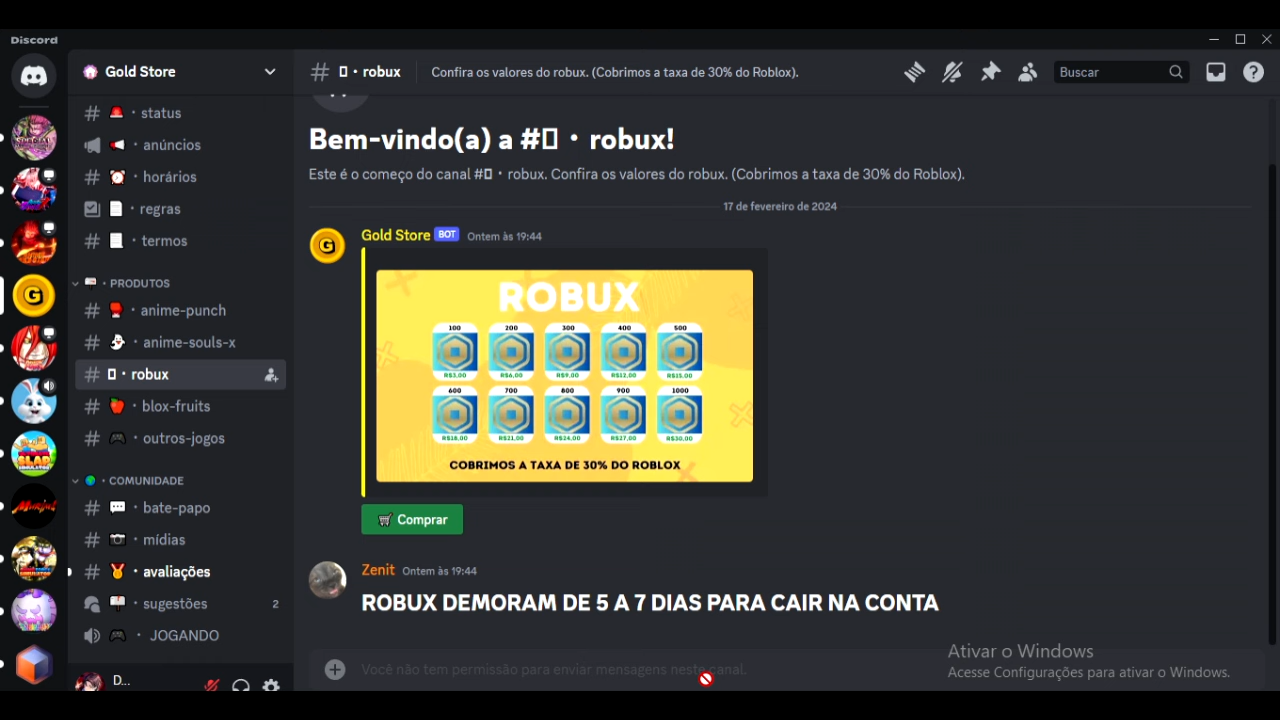 Discord
Gold Store
status
anúncios
horários
regras
termos
PRODUTOS
anime-punch
anime-souls-x
robux
blox-fruits
outros-jogos
COMUNIDADE
bate-papo
mídias
avaliações
sugestões 2
JOGANDO
D...
# • robux Confira os valores do robux. (Cobrimos a taxa de 30% do Roblox). Buscar
Bem-vindo(a) a # • robux!
Este é o começo do canal # • robux. Confira os valores do robux. (Cobrimos a taxa de 30% do Roblox).
17 de fevereiro de 2024
Gold Store BOT Ontem às 19:44
ROBUX
100 200 300 400 500
R$3,00 R$6,00 R$9,00 R$12,00 R$15,00
600 700 800 900 1000
R$18,00 R$21,00 R$24,00 R$27,00 R$30,00
COBRIMOS A TAXA DE 30% DO ROBLOX
Comprar
Zenit Ontem às 19:44
ROBUX DEMORAM DE 5 A 7 DIAS PARA CAIR NA CONTA
Você não tem permissão para enviar mensagens neste canal.
Ativar o Windows
Acesse Configurações para ativar o Windows.